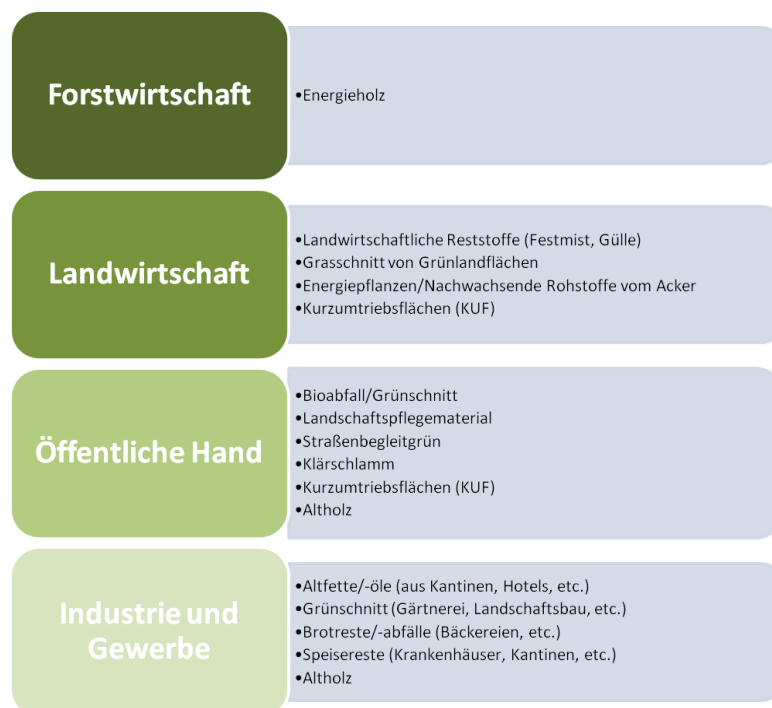 Forstwirtschaft
•Energieholz
Landwirtschaft
•Landwirtschaftliche Reststoffe (Festmist, Gülle)
•Grasschnitt von Grünlandflächen
•Energiepflanzen/Nachwachsende Rohstoffe vom Acker
•Kurzumtriebsflächen (KUF)
Öffentliche Hand
•Bioabfall/Grünschnitt
•Landschaftspflegematerial
•Straßenbegleitgrün
•Klärschlamm
•Kurzumtriebsflächen (KUF)
•Altholz
Industrie und
Gewerbe
•Altfette/-öle (aus Kantinen, Hotels, etc.)
•Grünschnitt (Gärtnerei, Landschaftsbau, etc.)
•Brotreste/-abfälle (Bäckereien, etc.)
•Speisereste (Krankenhäuser, Kantinen, etc.)
•Altholz